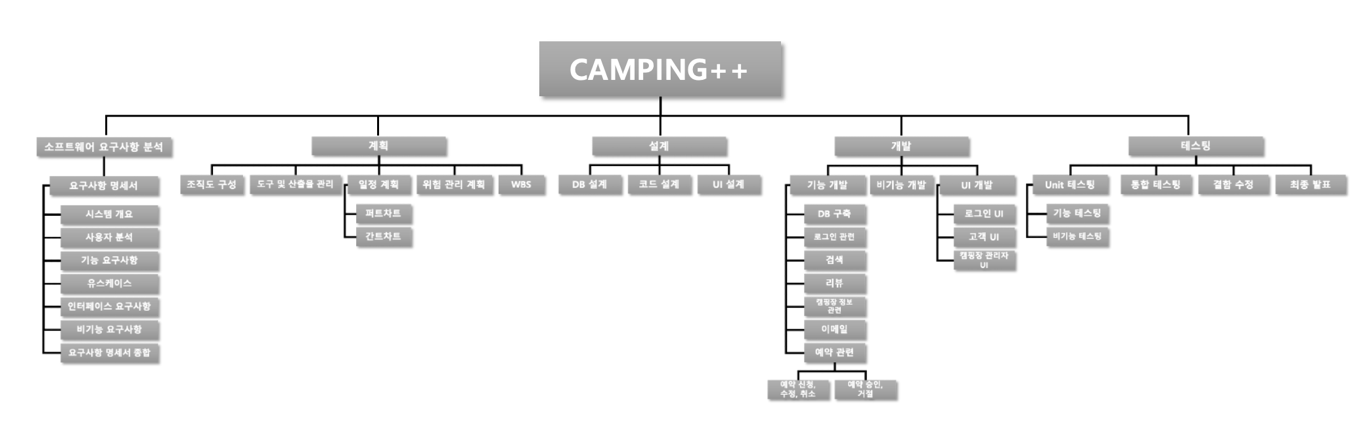 CAMPING++
소프트웨어 요구사항 분석
계획
설계
개발
테스팅
요구사항 명세서
조직도 구성
도구 및 산출물 관리
일정 계획
위험 관리 계획
WBS
DB 설계
코드 설계
UI 설계
기능 개발
비기능 개발
UI 개발
Unit 테스팅
통합 테스팅
결함 수정
최종 발표
시스템 개요
사용자 분석
기능 요구사항
유스케이스
인터페이스 요구사항
비기능 요구사항
요구사항 명세서 종합
퍼트차트
간트차트
DB 구축
로그인 관련
검색
리뷰
캠핑장 정보
관련
이메일
예약 관련
예약 신청,
수정, 취소
예약 승인,
거절
로그인 UI
고객 UI
캠핑장 관리자
UI
기능 테스팅
비기능 테스팅